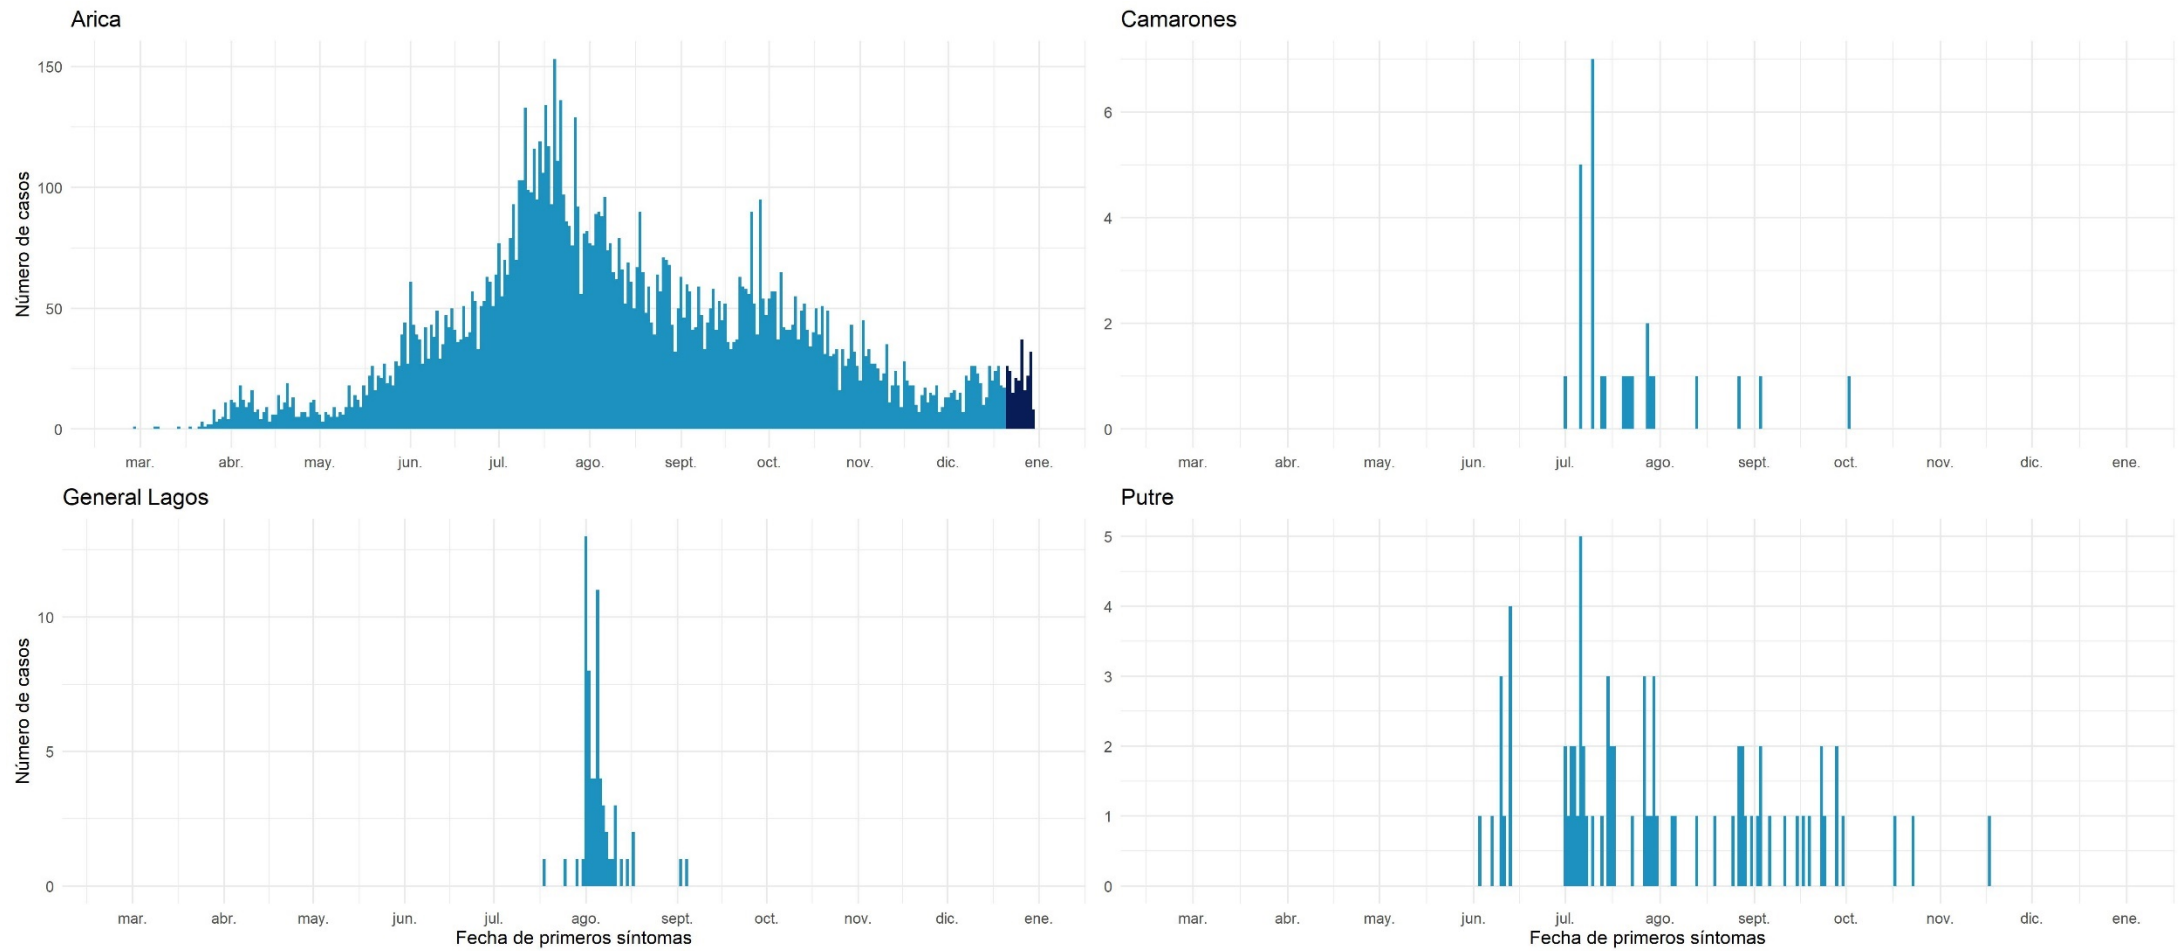 Arica
Número de casos
150
100
50
0
mar. abr. may. jun. jul. ago. sept. oct. nov. dic. ene.
Camarones
6
4
2
0
mar. abr. may. jun. jul. ago. sept. oct. nov. dic. ene.
General Lagos
Número de casos
10
5
0
mar. abr. may. jun. jul. ago. sept. oct. nov. dic. ene.
Fecha de primeros síntomas
Putre
5
4
3
2
1
0
mar. abr. may. jun. jul. ago. sept. oct. nov. dic. ene.
Fecha de primeros síntomas